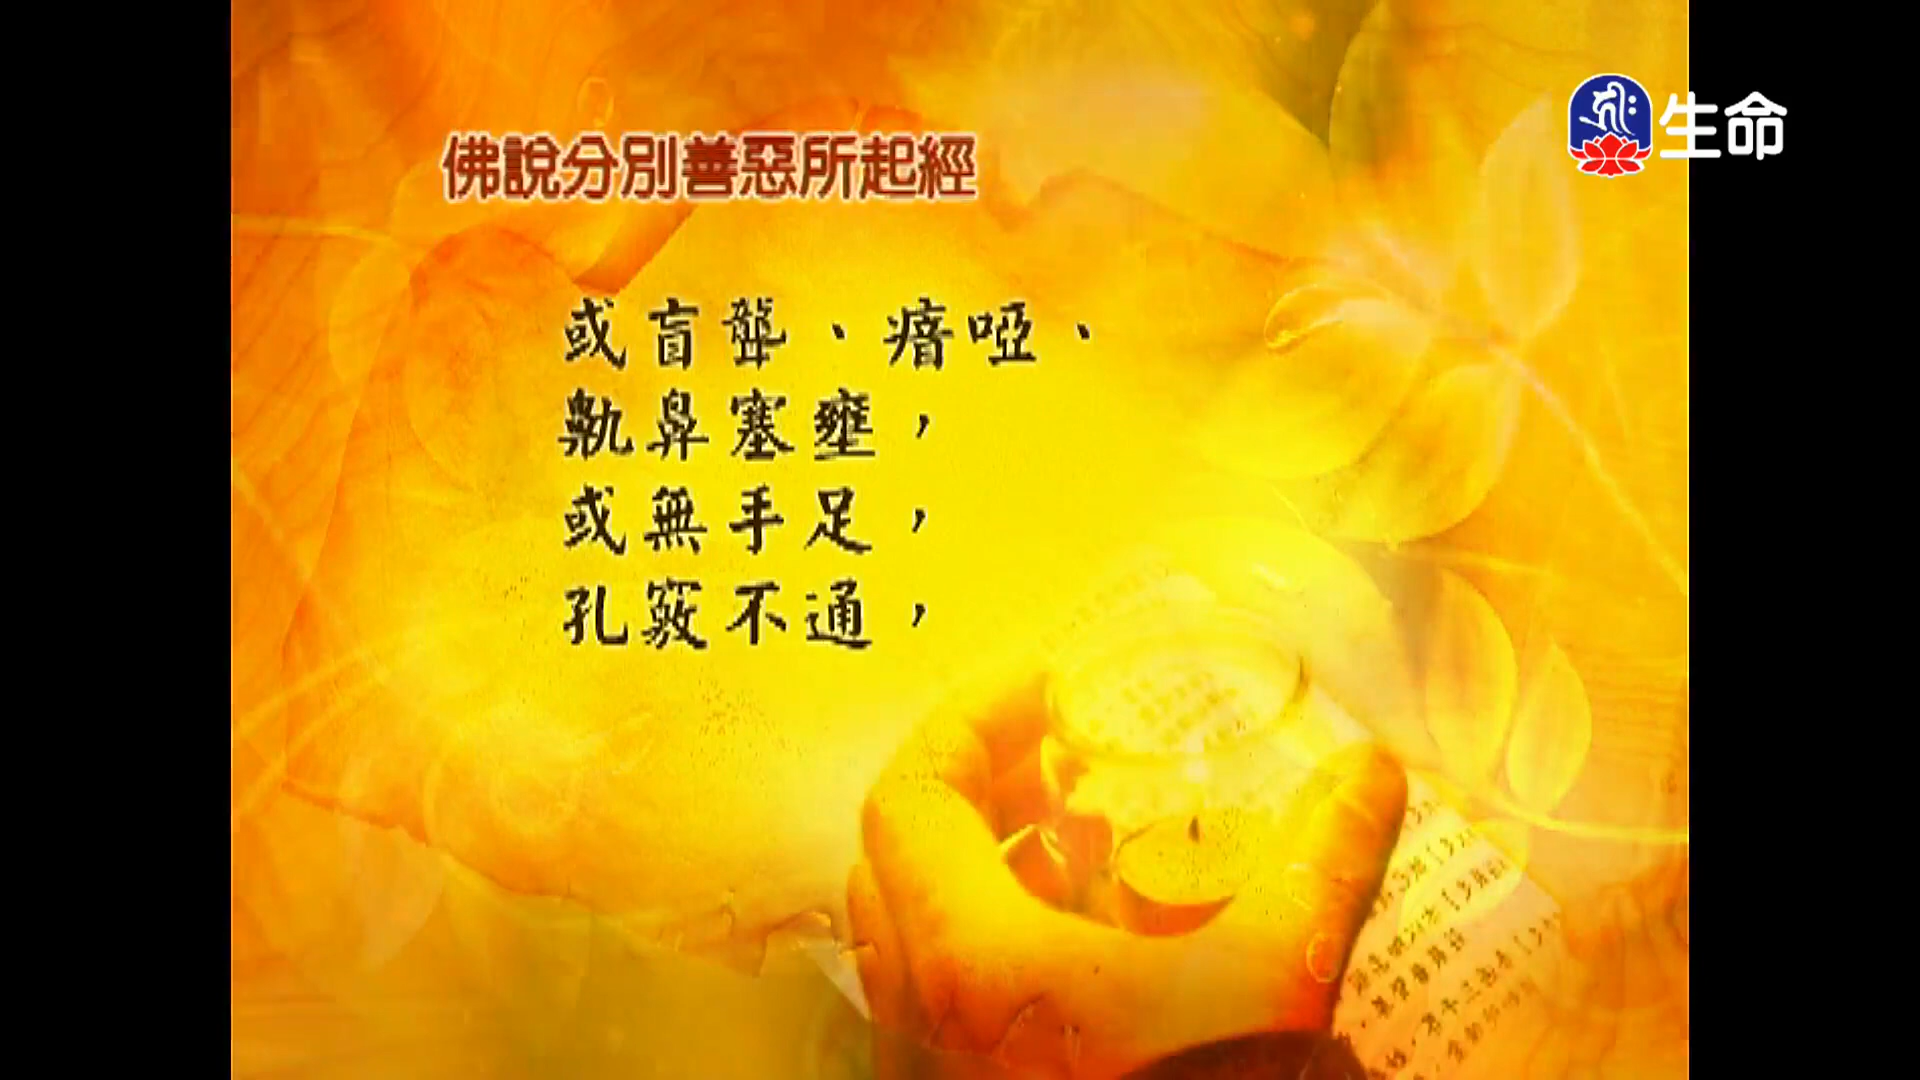 佛說分別善惡所起經
生命
或盲聾、瘖啞、
鼽鼻塞壅，
或無手足，
孔竅不通，